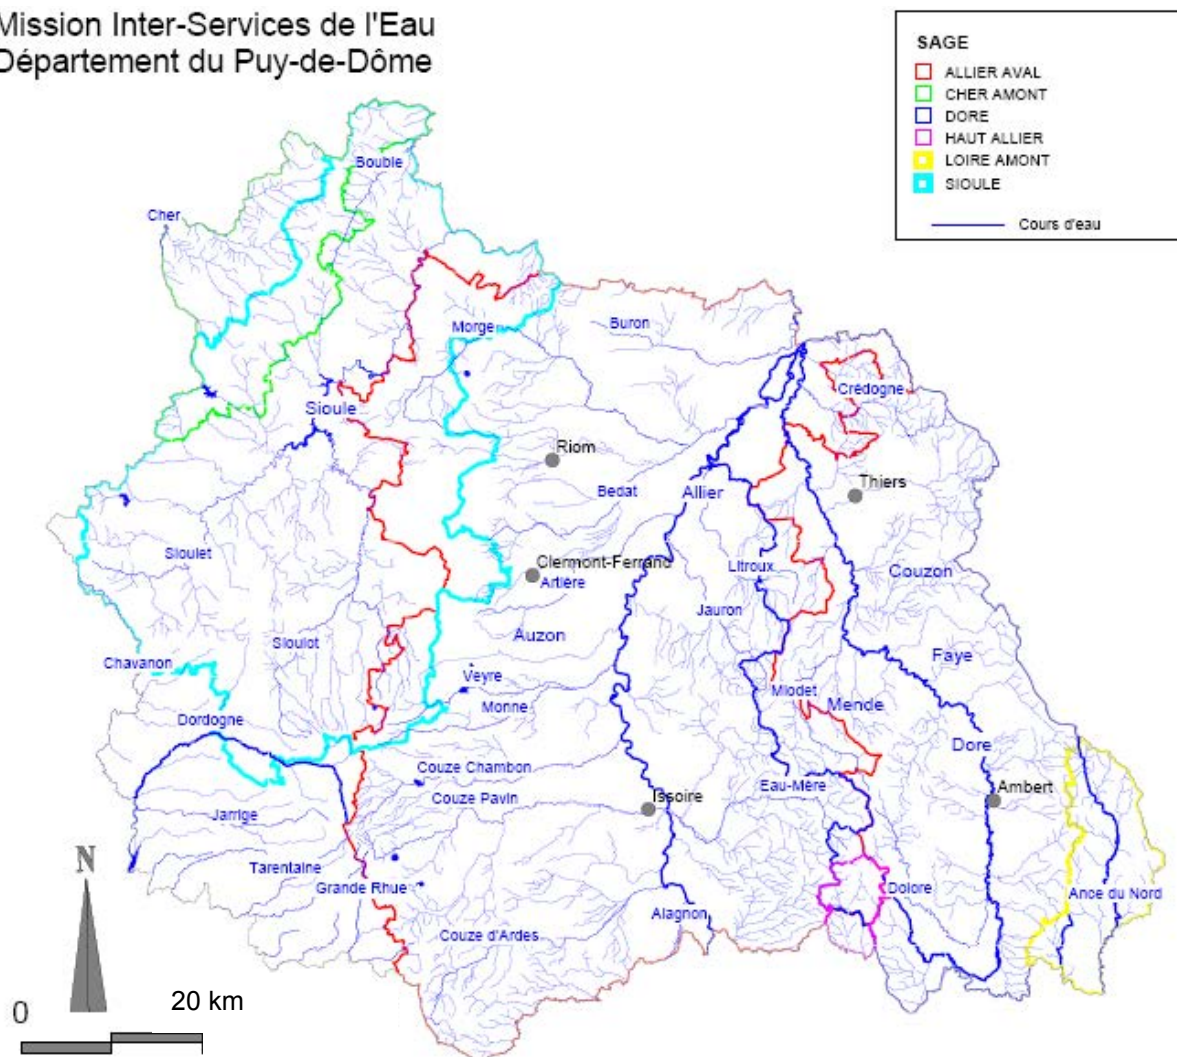 Mission Inter-Services de l'Eau
Département du Puy-de-Dôme
SAGE
ALLIER AVAL
CHER AMONT
DORE
HAUT ALLIER
LOIRE AMONT
SIOULE
Cours d'eau
Bouble
Cher
Morge
Buron
Crédogne
Sioule
Riom
Thiers
Bedat
Allier
Sioulet
Clermont-Ferrand
Artière
Litroux
Couzon
Jauron
Auzon
Sioulot
Faye
Chavanon
Veyre
Miodet
Mende
Monne
Dordogne
Dore
Couze Chambon
Eau-Mère
Ambert
Couze Pavin
Issoire
Jarrige
N
Tarentaine
Grande Rhue
Dolore
Ance du Nord
Alagnon
Couze d'Ardes
0
20 km